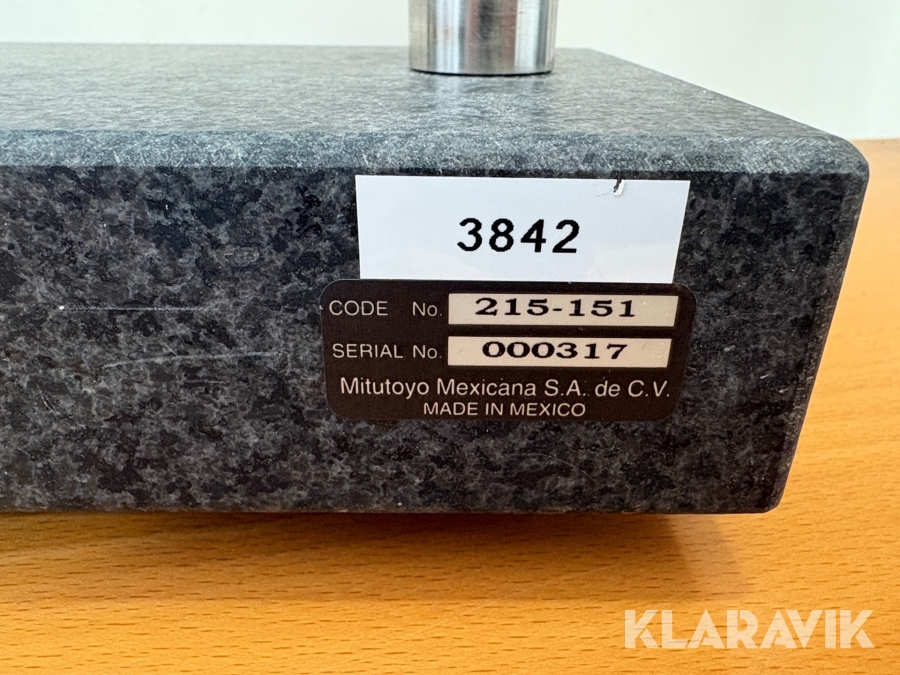 3842
CODE No. 215-151
SERIAL No. 000317
Mitutoyo Mexicana S.A. de C.V.
MADE IN MEXICO
KLARAVIK